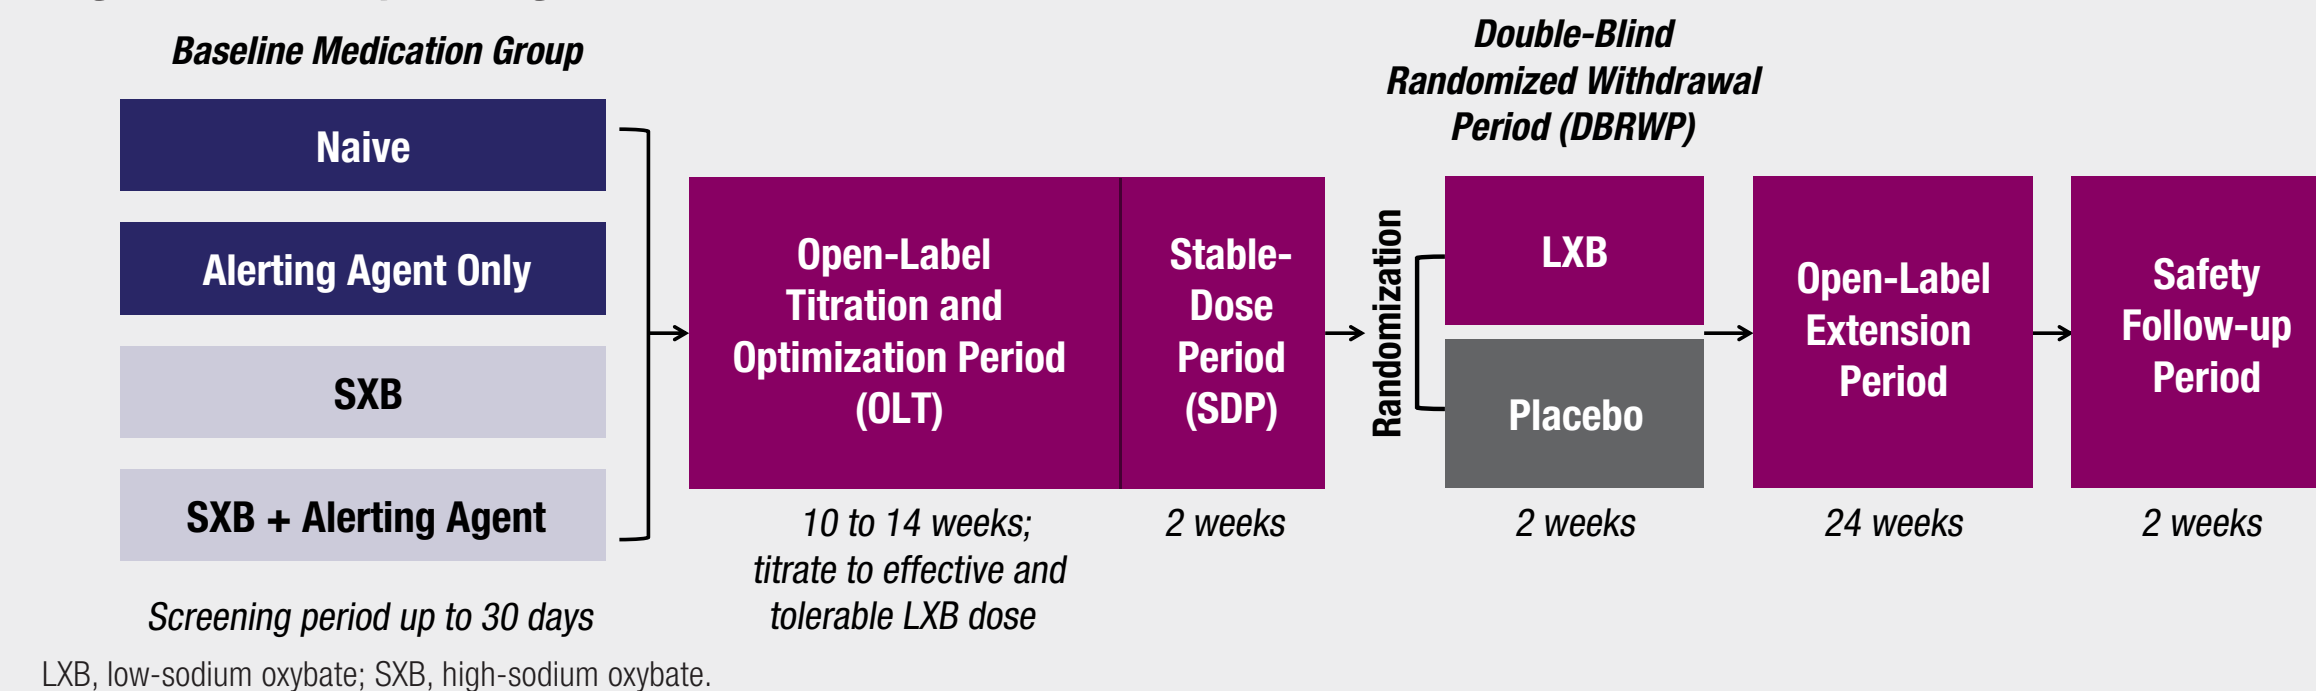 Baseline Medication Group
Naive
Alerting Agent Only
SXB
SXB + Alerting Agent
Screening period up to 30 days
Open-Label
Titration and
Optimization Period
(OLT)
10 to 14 weeks;
titrate to effective and
tolerable LXB dose
Stable-
Dose
Period
(SDP)
2 weeks
Randomization
Double-Blind
Randomized Withdrawal
Period (DBRWP)
LXB
Placebo
2 weeks
Open-Label
Extension
Period
24 weeks
Safety
Follow-up
Period
2 weeks
LXB, low-sodium oxybate; SXB, high-sodium oxybate.